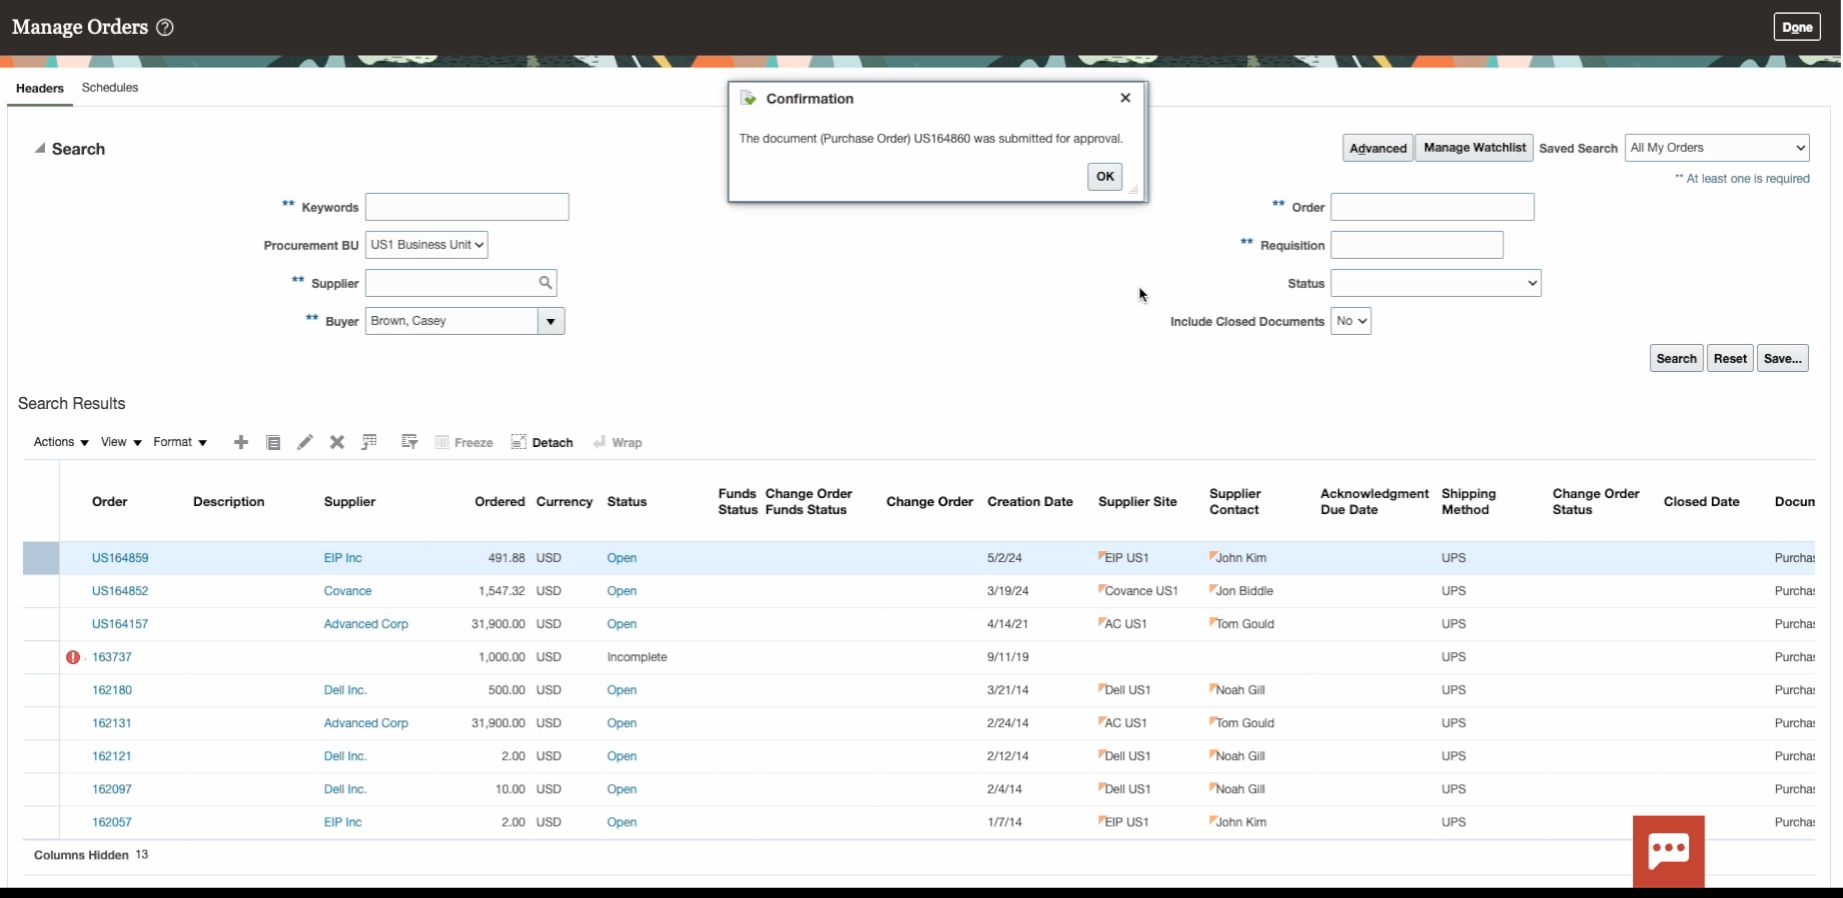 Manage Orders ?
Done
Headers Schedules
Confirmation
The document (Purchase Order) US164860 was submitted for approval.
OK
Search
Advanced Manage Watchlist Saved Search All My Orders
** At least one is required
** Keywords
** Order
Procurement BU US1 Business Unit
** Requisition
** Supplier
Status
** Buyer Brown, Casey
Include Closed Documents No
Search Reset Save...
Search Results
Actions View Format Freeze Detach Wrap
Order Description Supplier Ordered Currency Status Funds Status Change Order Funds Status Change Order Creation Date Supplier Site Supplier Contact Acknowledgment Due Date Shipping Method Change Order Status Closed Date Docum
US164859 EIP Inc 491.88 USD Open 5/2/24 EIP US1 John Kim UPS Purchas
US164852 Covance 1,547.32 USD Open 3/19/24 Covance US1 Jon Biddle UPS Purchas
US164157 Advanced Corp 31,900.00 USD Open 4/14/21 AC US1 Tom Gould UPS Purchas
163737 1,000.00 USD Incomplete 9/11/19 UPS Purchas
162180 Dell Inc. 500.00 USD Open 3/21/14 Dell US1 Noah Gill UPS Purchas
162131 Advanced Corp 31,900.00 USD Open 2/24/14 AC US1 Tom Gould UPS Purchas
162121 Dell Inc. 2.00 USD Open 2/12/14 Dell US1 Noah Gill UPS Purchas
162097 Dell Inc. 10.00 USD Open 2/4/14 Dell US1 Noah Gill UPS Purchas
162057 EIP Inc 2.00 USD Open 1/7/14 EIP US1 John Kim UPS Purchas
Columns Hidden 13